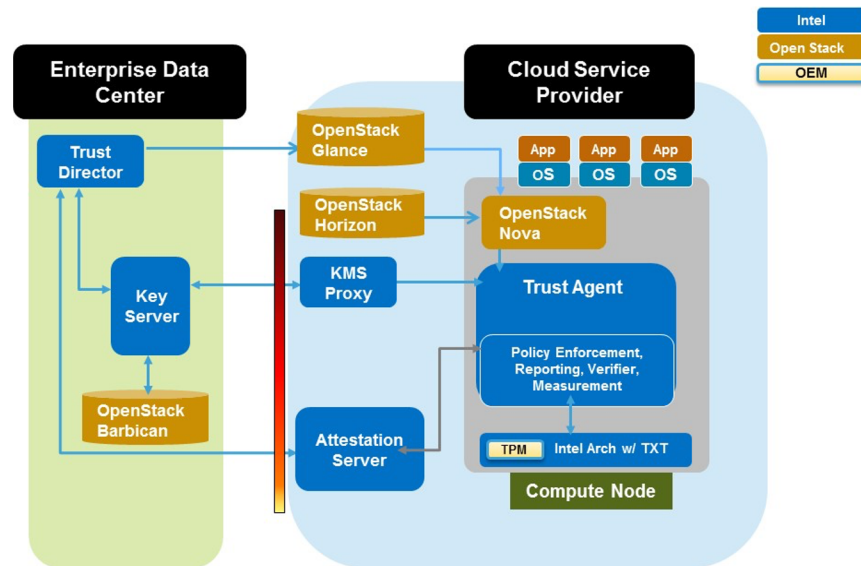 Intel
Open Stack
OEM
Enterprise Data
Center
Cloud Service
Provider
Trust
Director
OpenStack
Glance
App
App
App
OS
OS
OS
OpenStack
Horizon
OpenStack
Nova
Key
Server
KMS
Proxy
Trust Agent
Policy Enforcement,
Reporting, Verifier,
Measurement
OpenStack
Barbican
Attestation
Server
TPM
Intel Arch w/ TXT
Compute Node